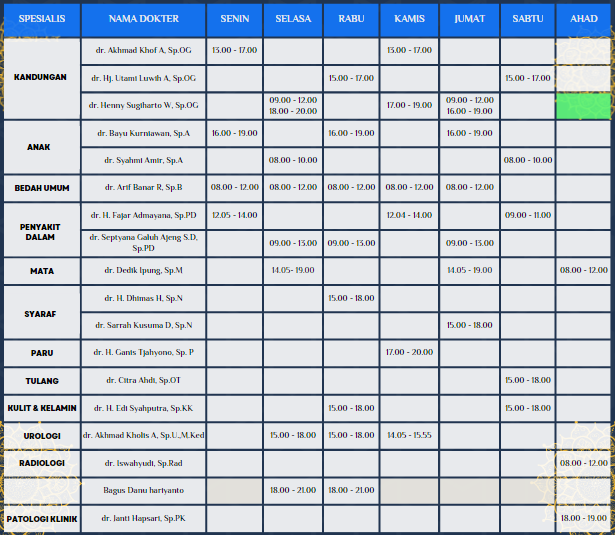 SPESIALIS NAMA DOKTER SENIN SELASA RABU KAMIS JUMAT SABTU AHAD
KANDUNGAN
dr. Akhmad Khof A, Sp.OG 13.00 - 17.00 13.00 - 17.00
dr. Hj. Utami Luwih A, Sp.OG 15.00 - 17.00 15.00 - 17.00
dr. Henny Sugiharto W, Sp.OG 09.00 - 12.00 17.00 - 19.00 09.00 - 12.00
18.00 - 20.00 16.00 - 19.00
ANAK
dr. Bayu Kurniawan, Sp.A 16.00 - 19.00 16.00 - 19.00 16.00 - 19.00
dr. Syahmi Amir, Sp.A 08.00 - 10.00 08.00 - 10.00
BEDAH UMUM dr. Arif Banar R, Sp.B 08.00 - 12.00 08.00 - 12.00 08.00 - 12.00 08.00 - 12.00 08.00 - 12.00
PENYAKIT
DALAM
dr. H. Fajar Admayana, Sp.PD 12.05 - 14.00 12.04 - 14.00 09.00 - 11.00
dr. Septyana Galuh Ajeng S.D,
Sp.PD 09.00 - 13.00 09.00 - 13.00 09.00 - 13.00
MATA dr. Dedik Ipung, Sp.M 14.05- 19.00 14.05 - 19.00 08.00 - 12.00
SYARAF
dr. H. Dhimas H, Sp.N 15.00 - 18.00
dr. Sarrah Kusuma D, Sp.N 15.00 - 18.00
PARU dr. H. Ganis Tjahyono, Sp. P 17.00 - 20.00
TULANG dr. Citra Abdi, Sp.OT 15.00 - 18.00
KULIT & KELAMIN dr. H. Edi Syahputra, Sp.KK 15.00 - 18.00 15.00 - 18.00
UROLOGI dr. Akhmad Kholis A, Sp.U.,M.Ked 15.00 - 18.00 15.00 - 18.00 14.05 - 15.55
RADIOLOGI dr. Iswahyudi, Sp.Rad 08.00 - 12.00
Bagus Danu hartyanto 18.00 - 21.00 18.00 - 21.00
PATOLOGI KLINIK dr. Janti Hapsari, Sp.PK 18.00 - 19.00